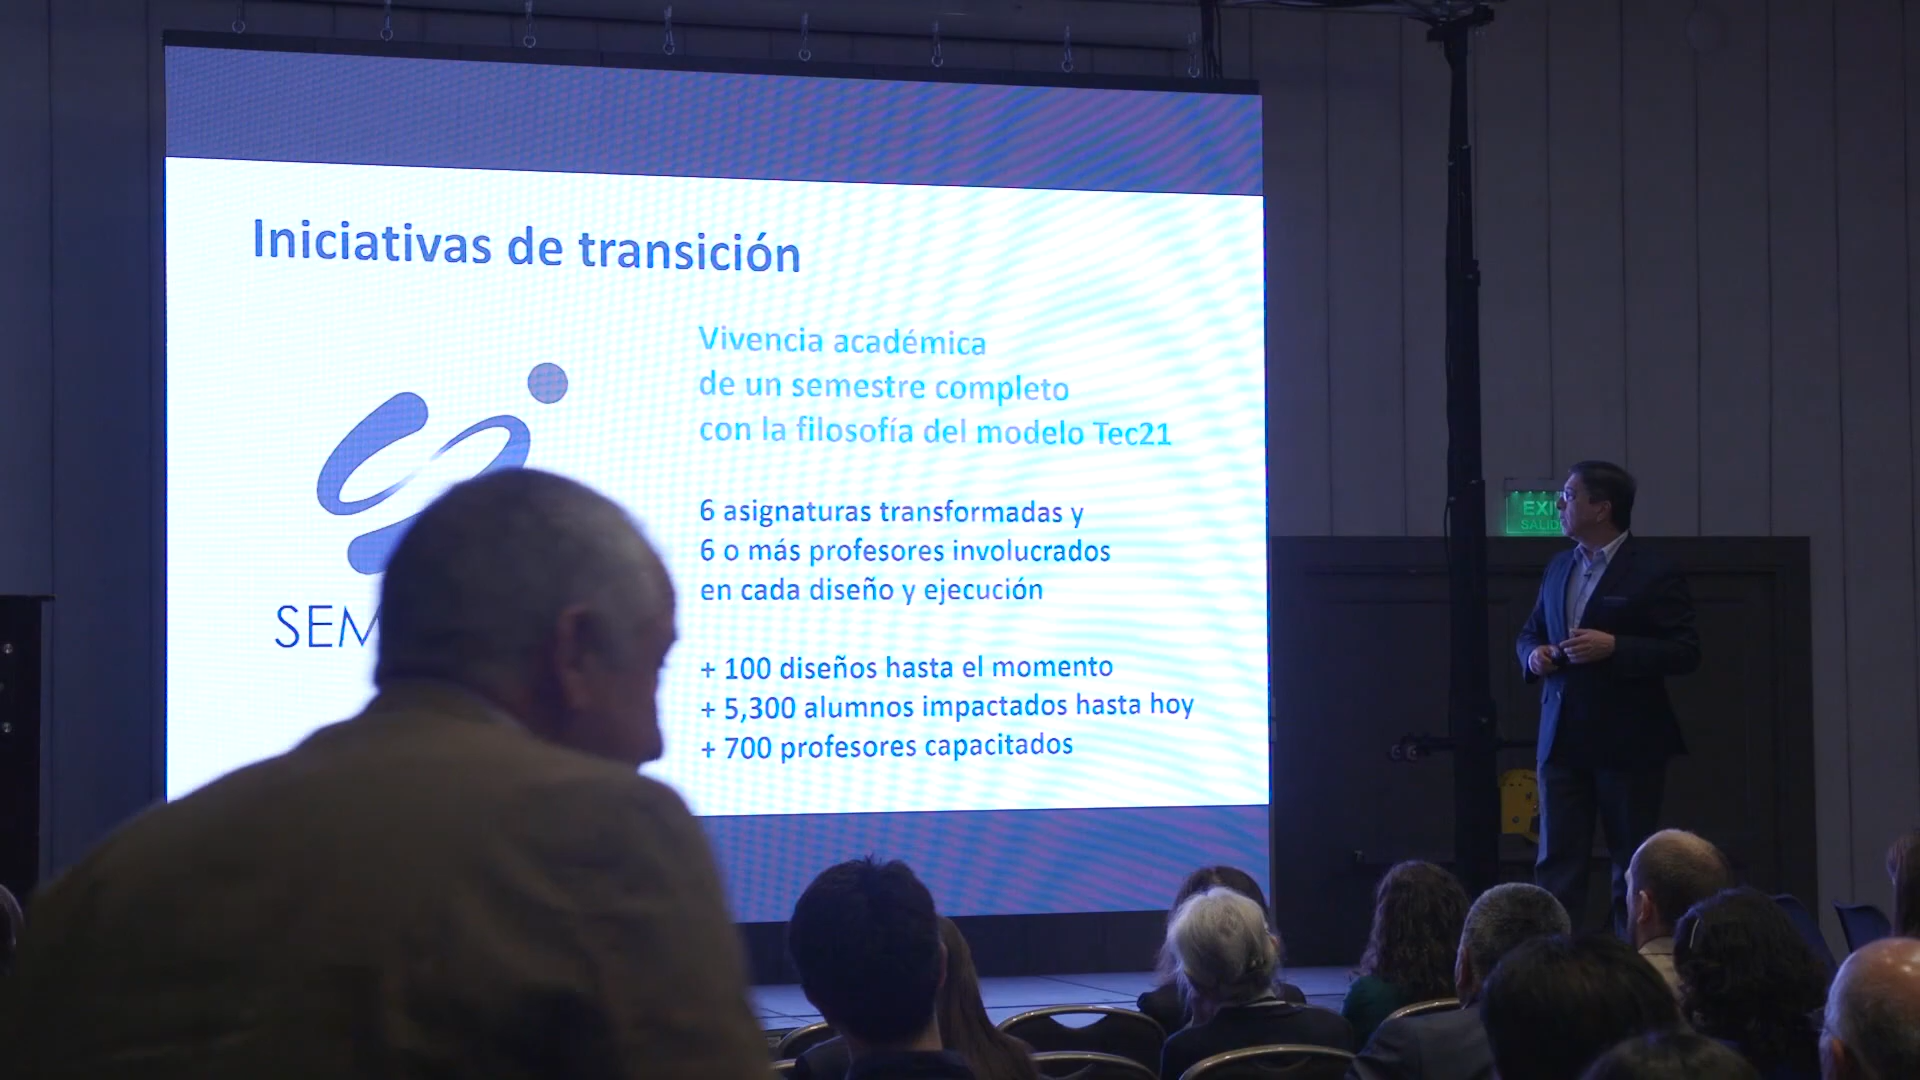 Iniciativas de transición
Vivencia académica
de un semestre completo
con la filosofía del modelo Tec21
6 asignaturas transformadas y
6 o más profesores involucrados
en cada diseño y ejecución
+ 100 diseños hasta el momento
+ 5,300 alumnos impactados hasta hoy
+ 700 profesores capacitados